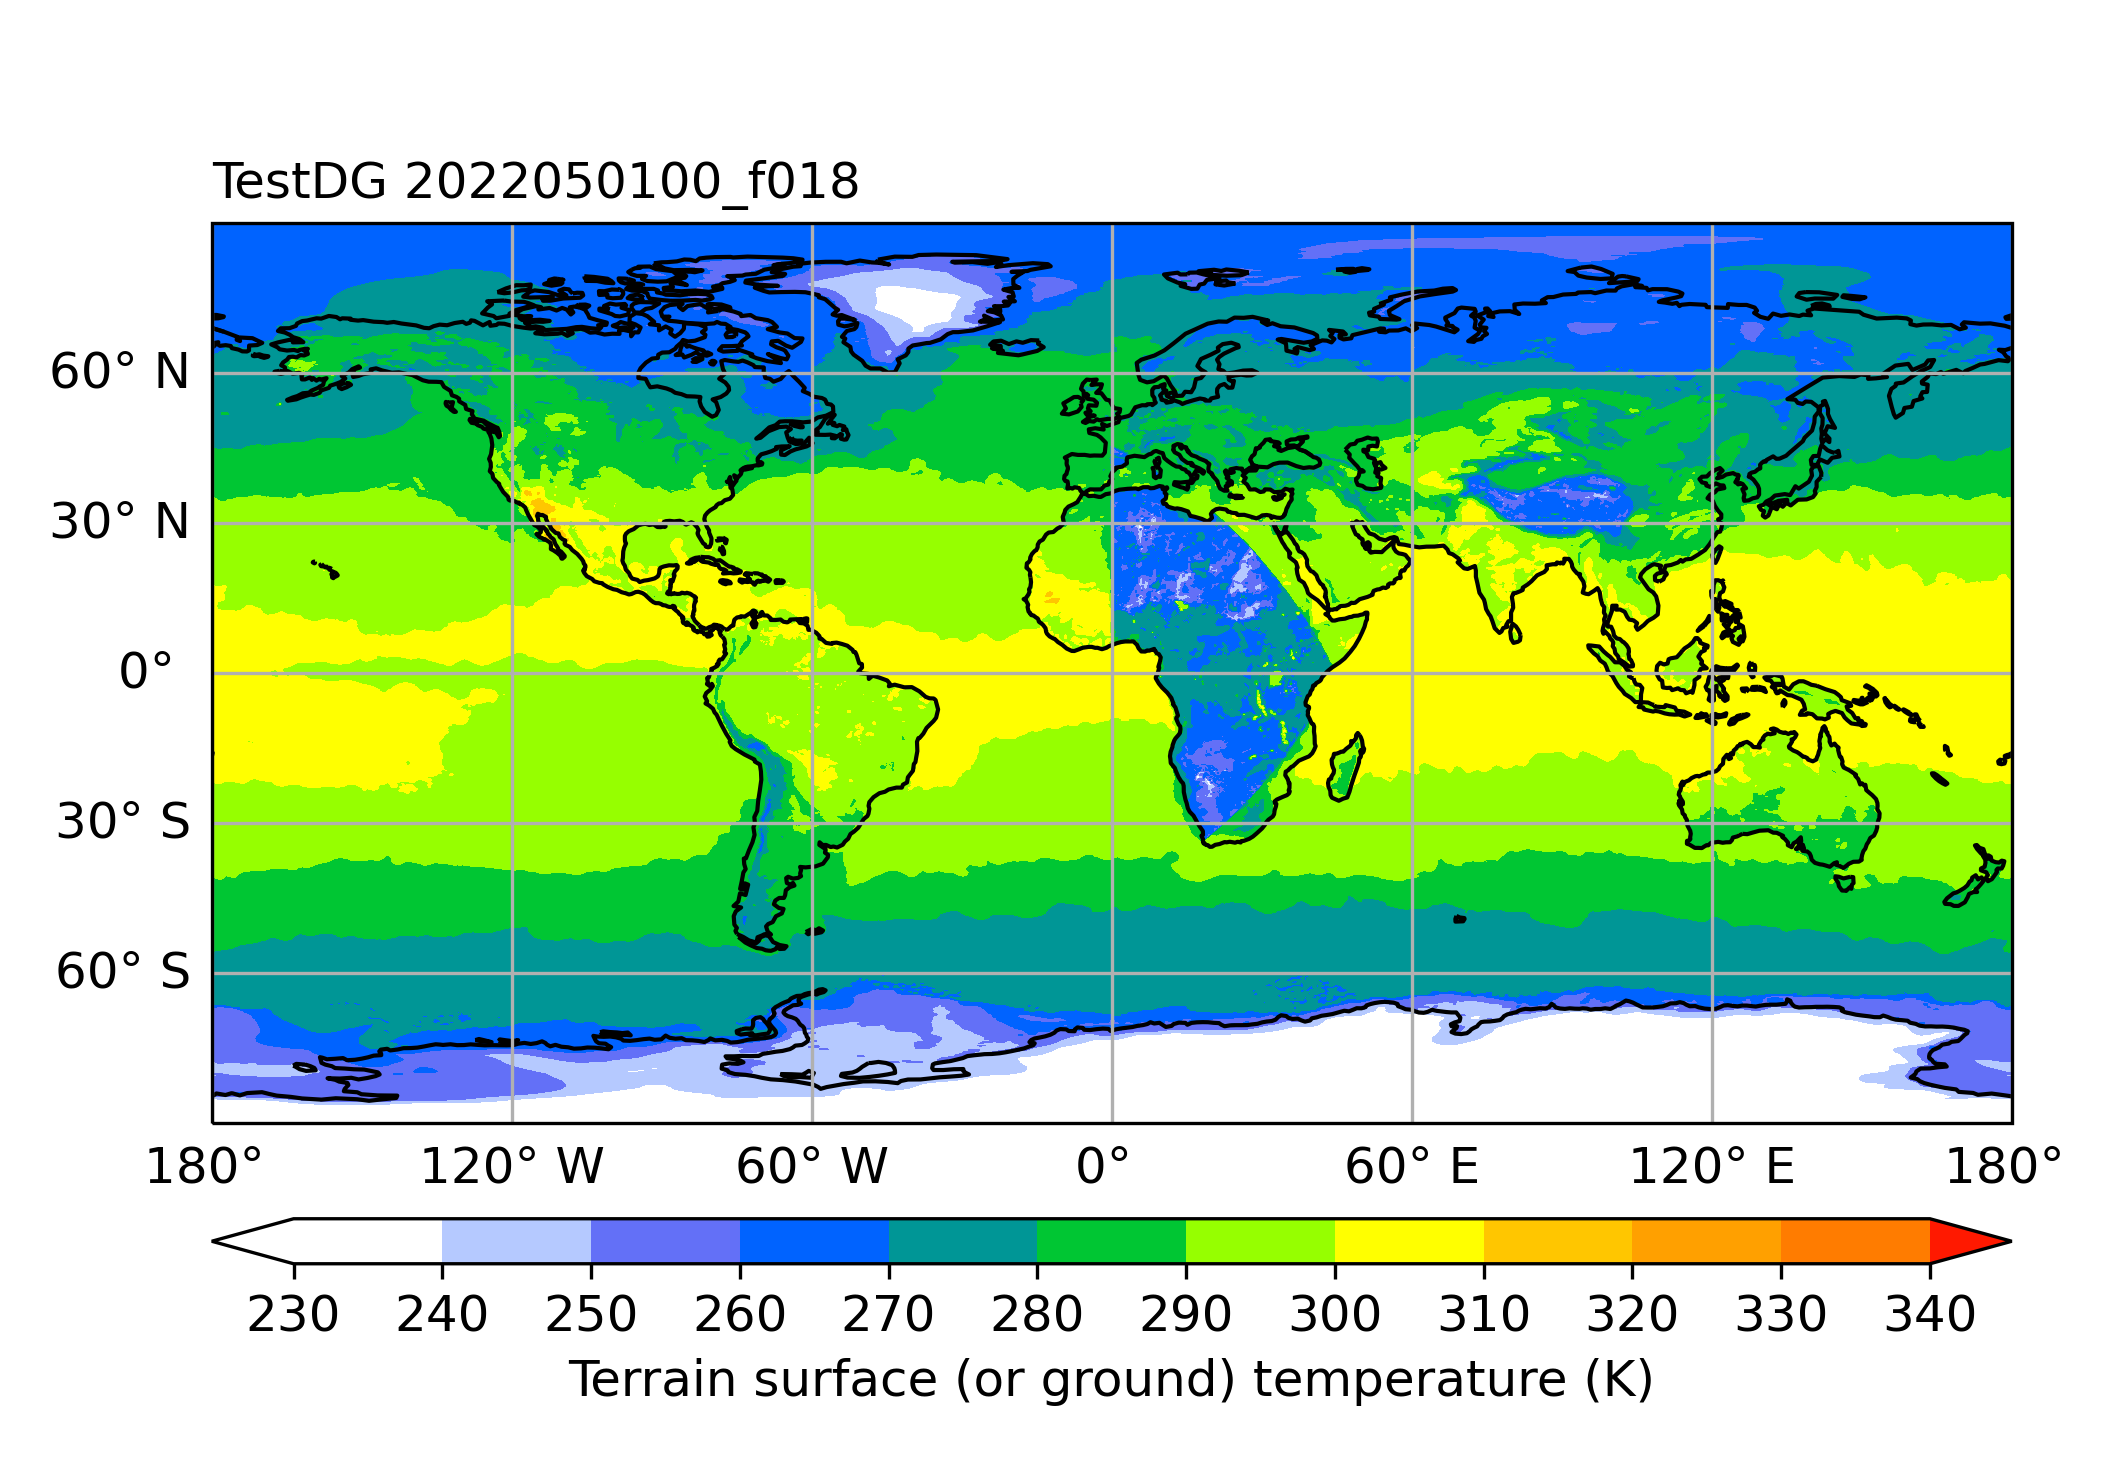 TestDG 2022050100_f018
60° N
30° N
0°
30° S
60° S
180° 120° W 60° W 0° 60° E 120° E 180°
230 240 250 260 270 280 290 300 310 320 330 340
Terrain surface (or ground) temperature (K)